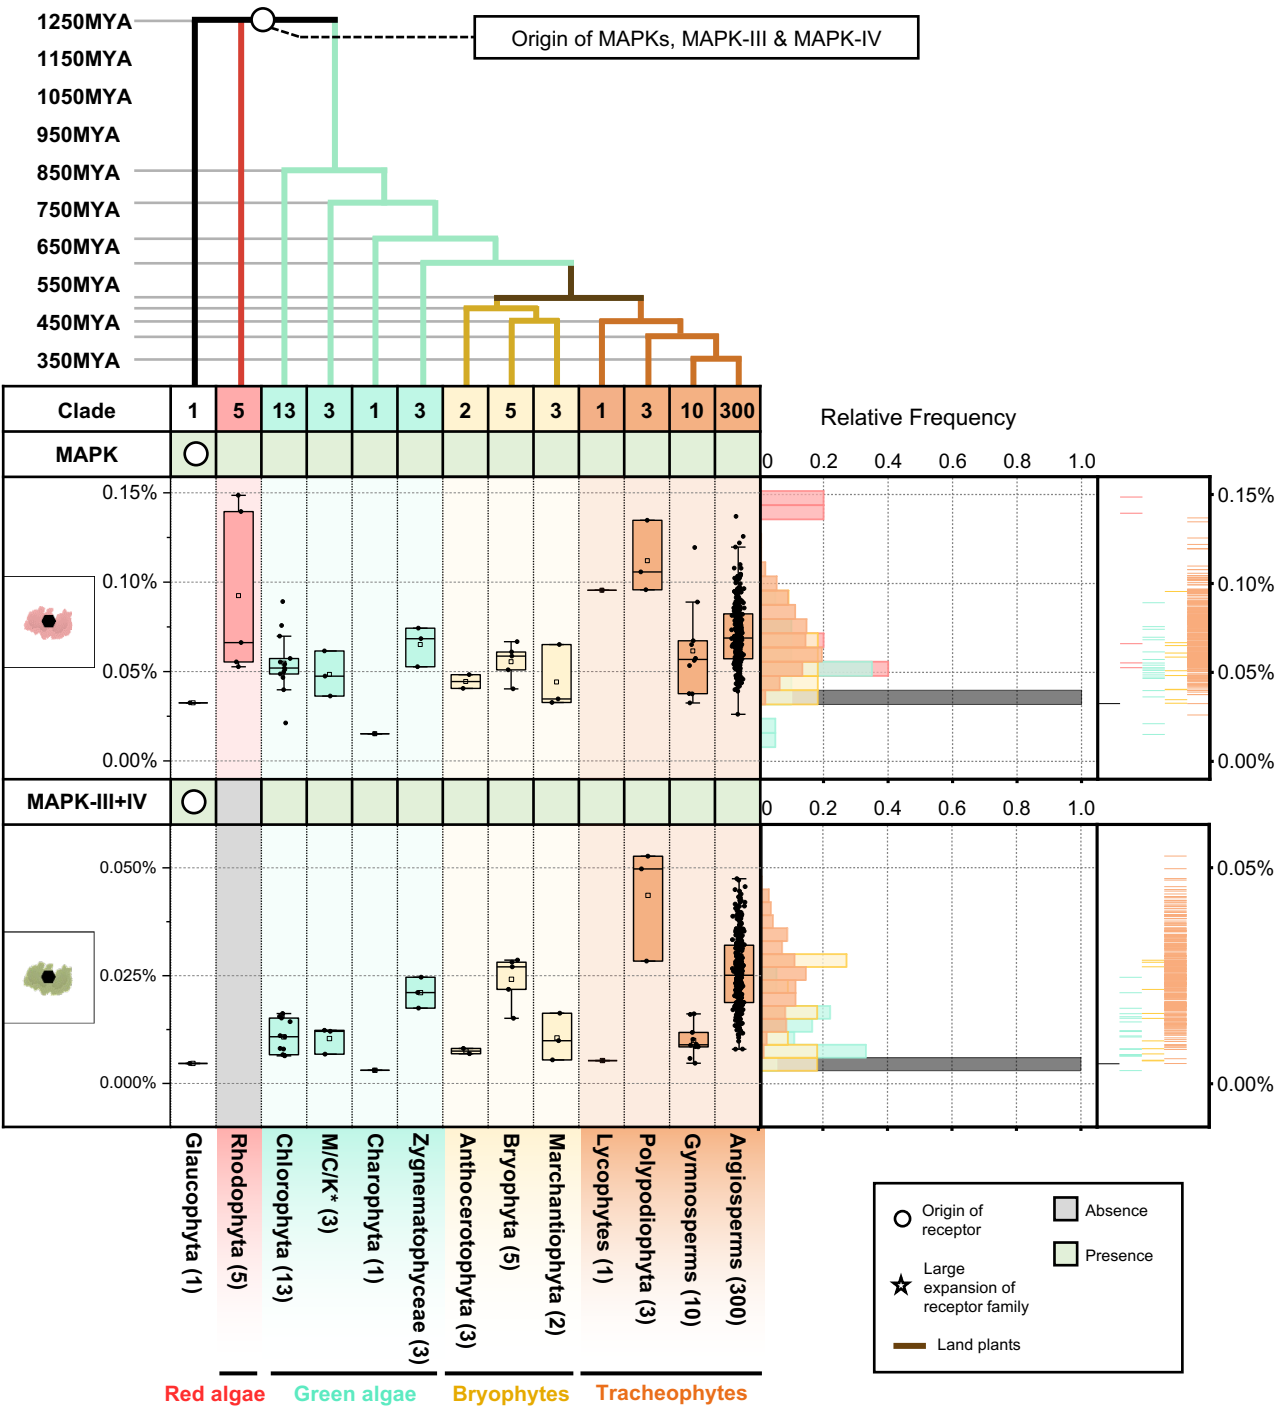 1250MYA
Origin of MAPKs, MAPK-III & MAPK-IV
1150MYA
1050MYA
950MYA
850MYA
750MYA
650MYA
550MYA
450MYA
350MYA
Clade 1 5 13 3 1 3 2 5 3 1 3 10 300
Relative Frequency
MAPK
0 0.2 0.4 0.6 0.8 1.0
0.15% 0.15%
0.10% 0.10%
0.05% 0.05%
0.00% 0.00%
MAPK-III+IV
0 0.2 0.4 0.6 0.8 1.0
0.050% 0.05%
0.025%
0.000% 0.00%
Glaucophyta (1)
Rhodophyta (5)
Chlorophyta (13)
M/C/K* (3)
Charophyta (1)
Zygnematophyceae (3)
Anthocerotophyta (3)
Bryophyta (5)
Marchantiophyta (2)
Lycophytes (1)
Polypodiophyta (3)
Gymnosperms (10)
Angiosperms (300)
Red algae
Green algae
Bryophytes
Tracheophytes
Origin of
receptor
Large
expansion of
receptor family
Land plants
Absence
Presence